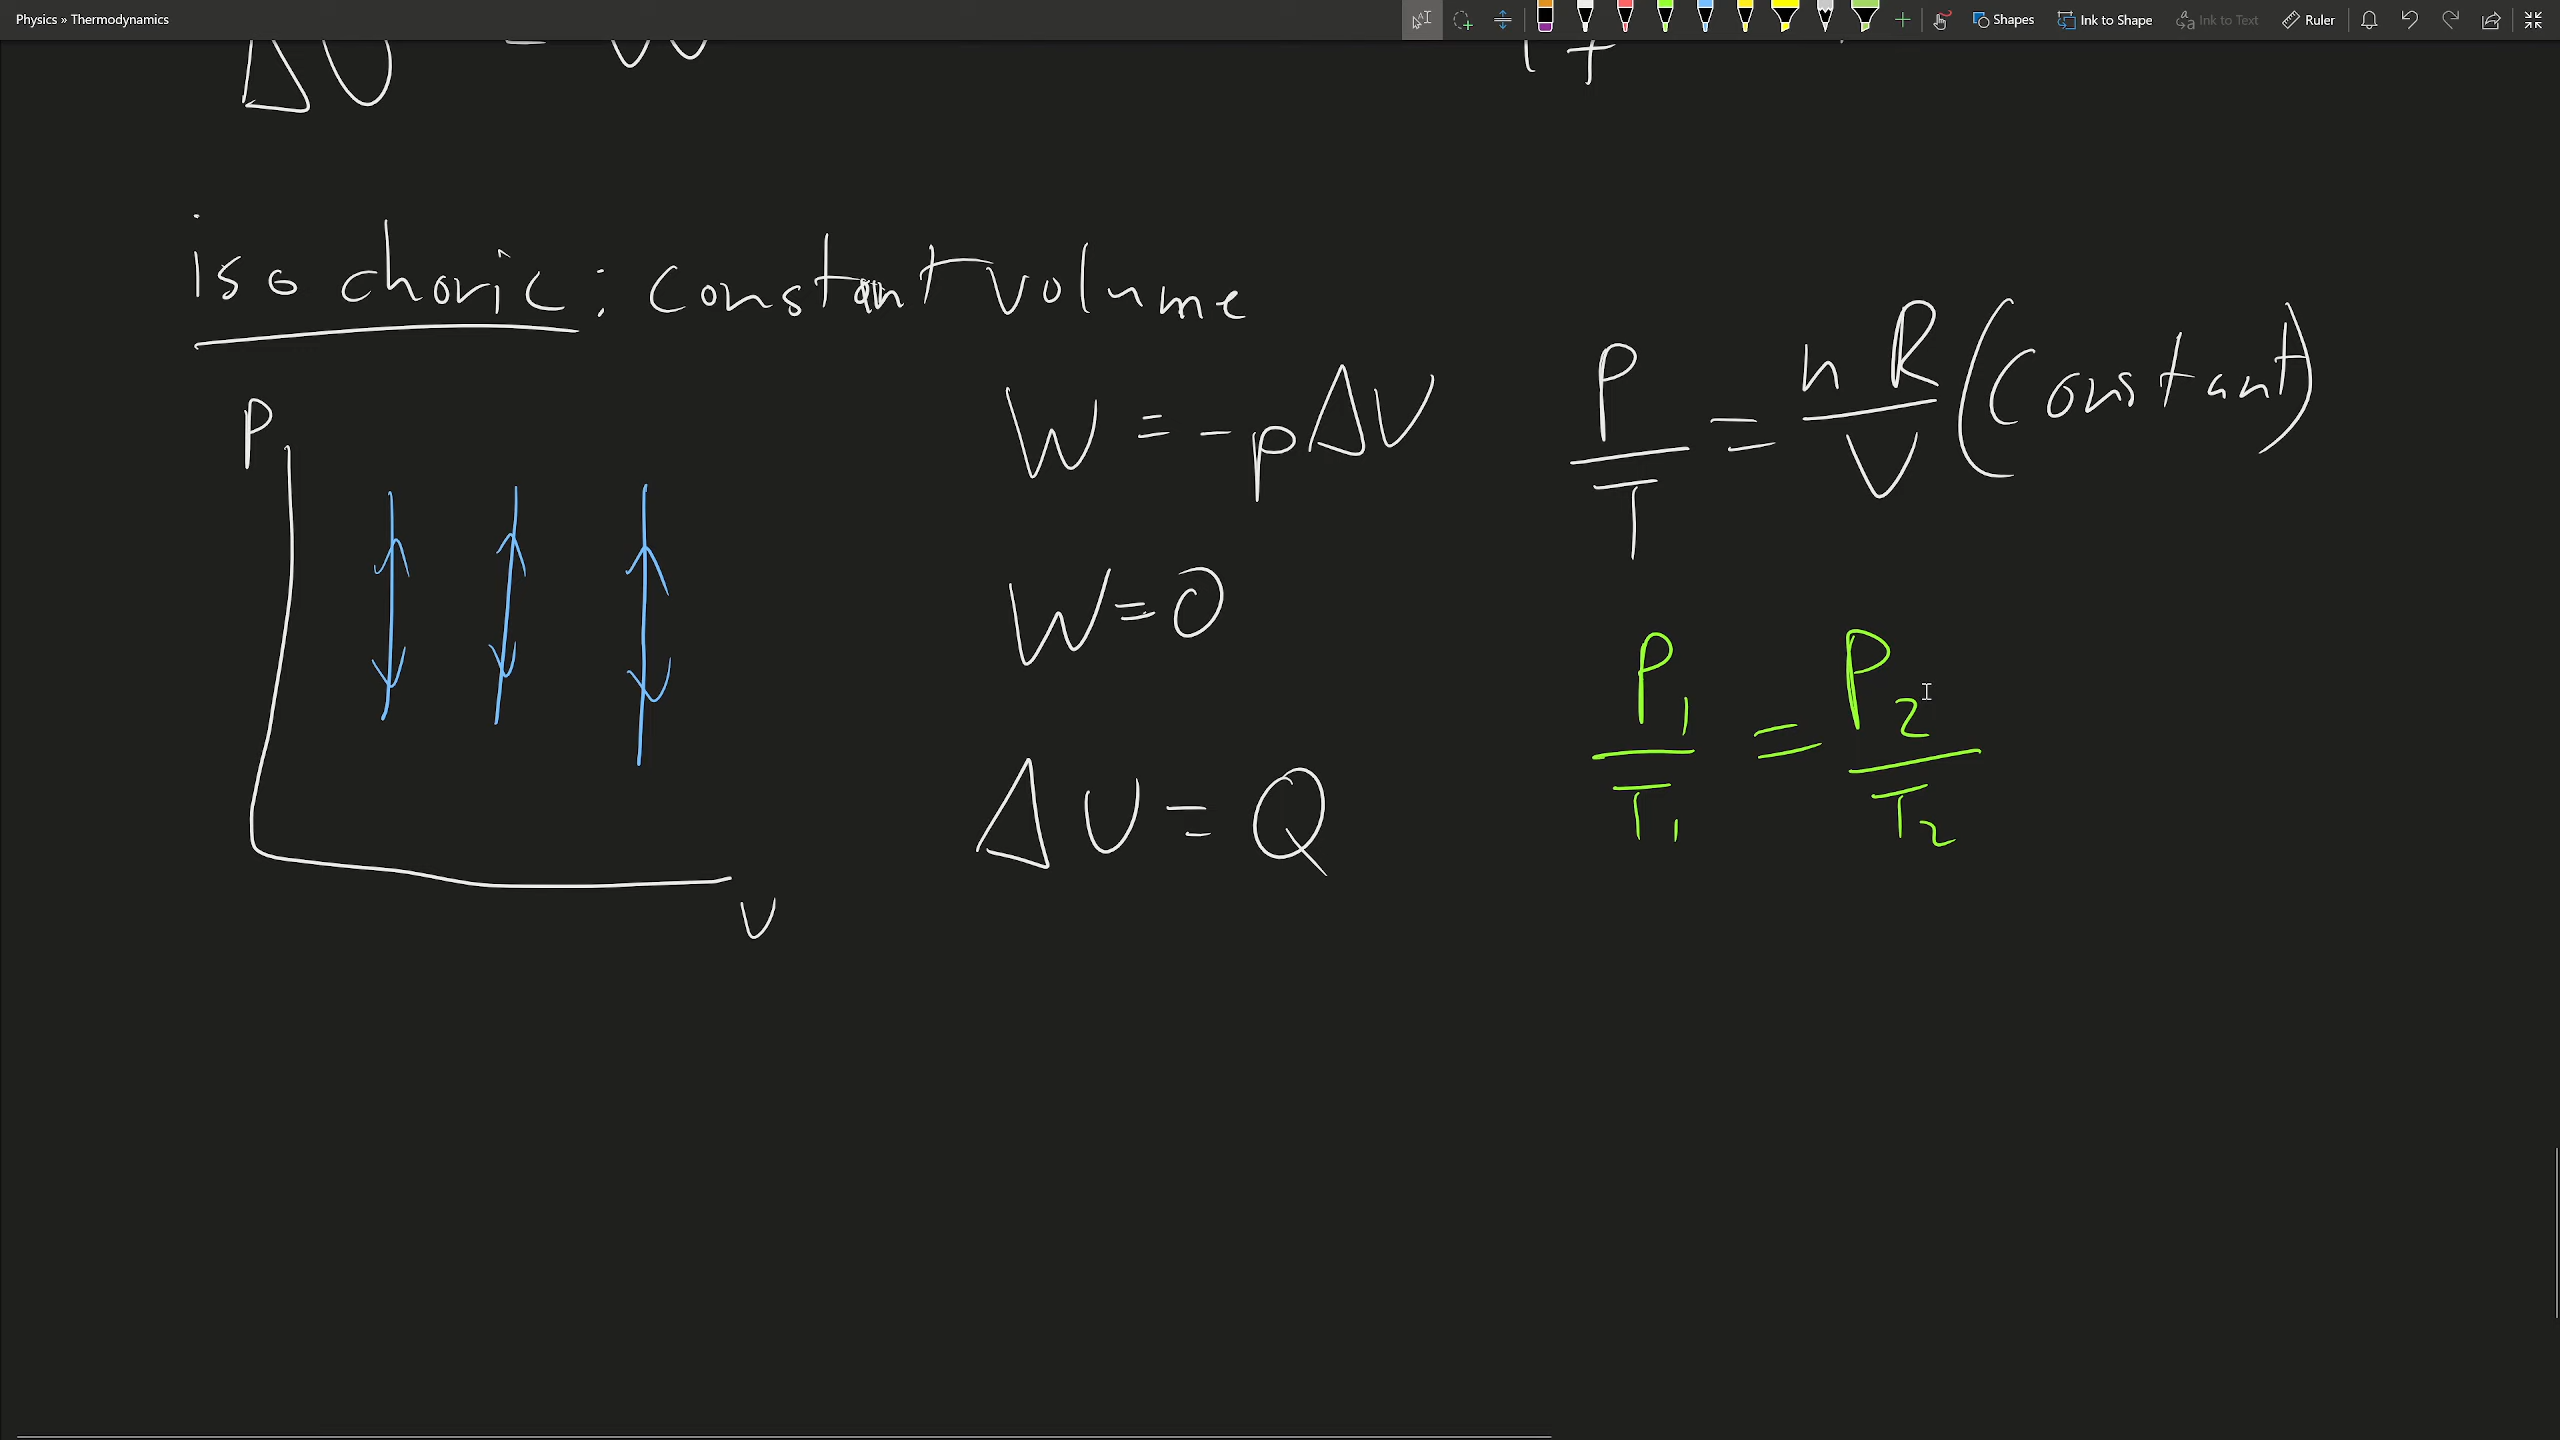 Physics » Thermodynamics
Shapes Ink to Shape Ink to Text Ruler
ΔU = W
isochoric: constant volume
P
V
W = -pΔV
W=0
ΔU = Q
P/T = nR/V (Constant)
P₁/T₁ = P₂/T₂